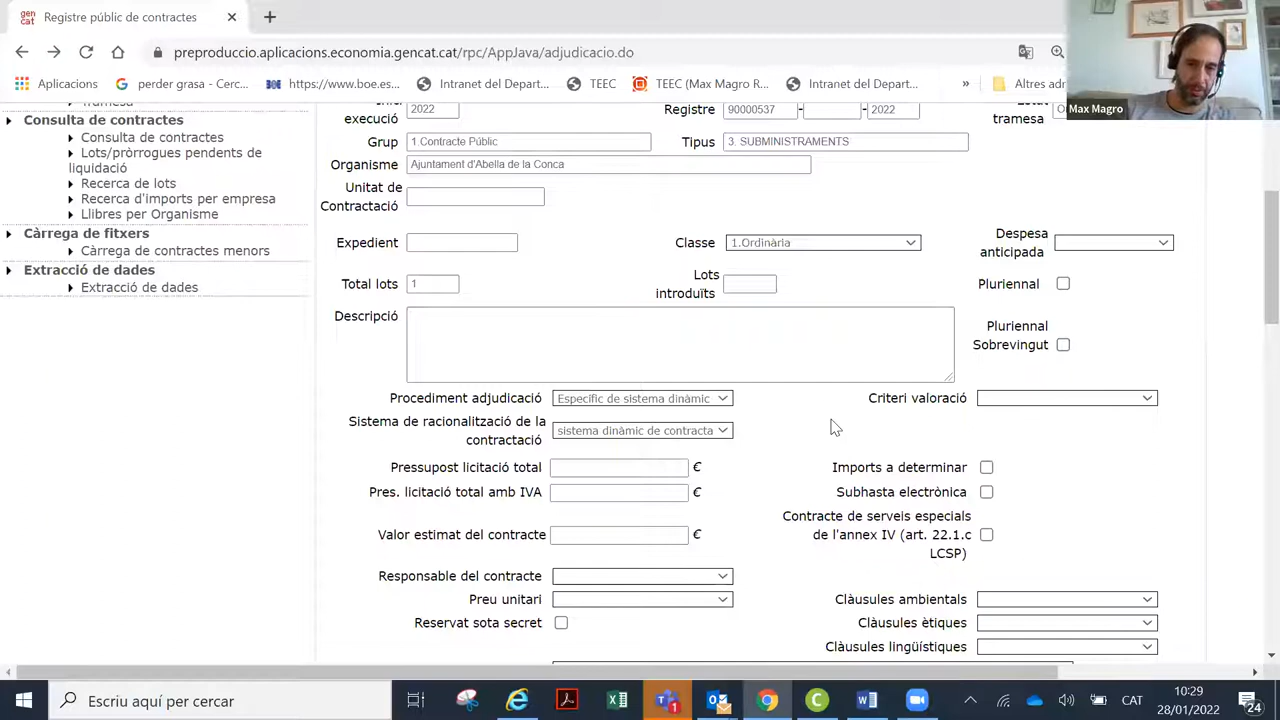 gen
cat
Registre públic de contractes
preproduccio.aplicacions.economia.gencat.cat/rpc/AppJava/adjudicacio.do
Aplicacions
perder grasa - Cerc...
https://www.boe.es...
Intranet del Depart...
TEEC
TEEC (Max Magro R...
Intranet del Depart...
»
Altres adr
Max Magro
Consulta de contractes
Consulta de contractes
Lots/pròrrogues pendents de
liquidació
Recerca de lots
Recerca d'imports per empresa
Llibres per Organisme
Càrrega de fitxers
Càrrega de contractes menors
Extracció de dades
Extracció de dades
execució 2022 Registre 90000537 - - 2022 tramesa
Grup 1.Contracte Públic Tipus 3. SUBMINISTRAMENTS
Organisme Ajuntament d'Abella de la Conca
Unitat de
Contractació
Expedient Classe 1.Ordinària Despesa
anticipada
Total lots 1 Lots
introduïts Pluriennal
Descripció Pluriennal
Sobrevingut
Procediment adjudicació Específic de sistema dinàmic Criteri valoració
Sistema de racionalització de la
contractació sistema dinàmic de contracta
Pressupost licitació total € Imports a determinar
Pres. licitació total amb IVA € Subhasta electrònica
Valor estimat del contracte € Contracte de serveis especials
de l'annex IV (art. 22.1.c
LCSP)
Responsable del contracte
Preu unitari Clàusules ambientals
Reservat sota secret Clàusules ètiques
Clàusules lingüístiques
Escriu aquí per cercar
1
CAT
10:29
28/01/2022
24